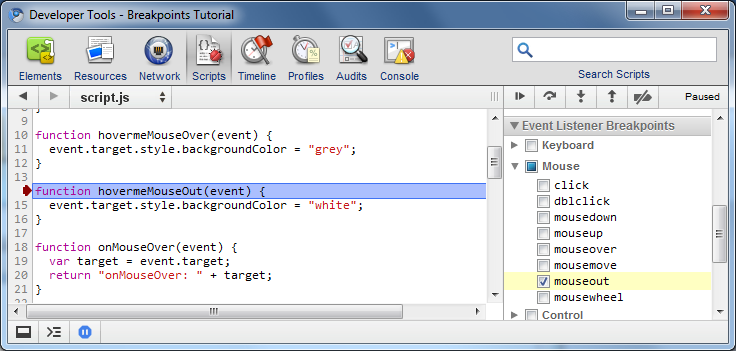 Developer Tools - Breakpoints Tutorial
Elements Resources Network Scripts Timeline Profiles Audits Console
Search Scripts
script.js
Paused
9
10 function hovermeMouseOver(event) {
11 event.target.style.backgroundColor = "grey";
12 }
13
function hovermeMouseOut(event) {
15 event.target.style.backgroundColor = "white";
16 }
17
18 function onMouseOver(event) {
19 var target = event.target;
20 return "onMouseOver: " + target;
21 }
22
Event Listener Breakpoints
Keyboard
Mouse
click
dblclick
mousedown
mouseup
mouseover
mousemove
mouseout
mousewheel
Control